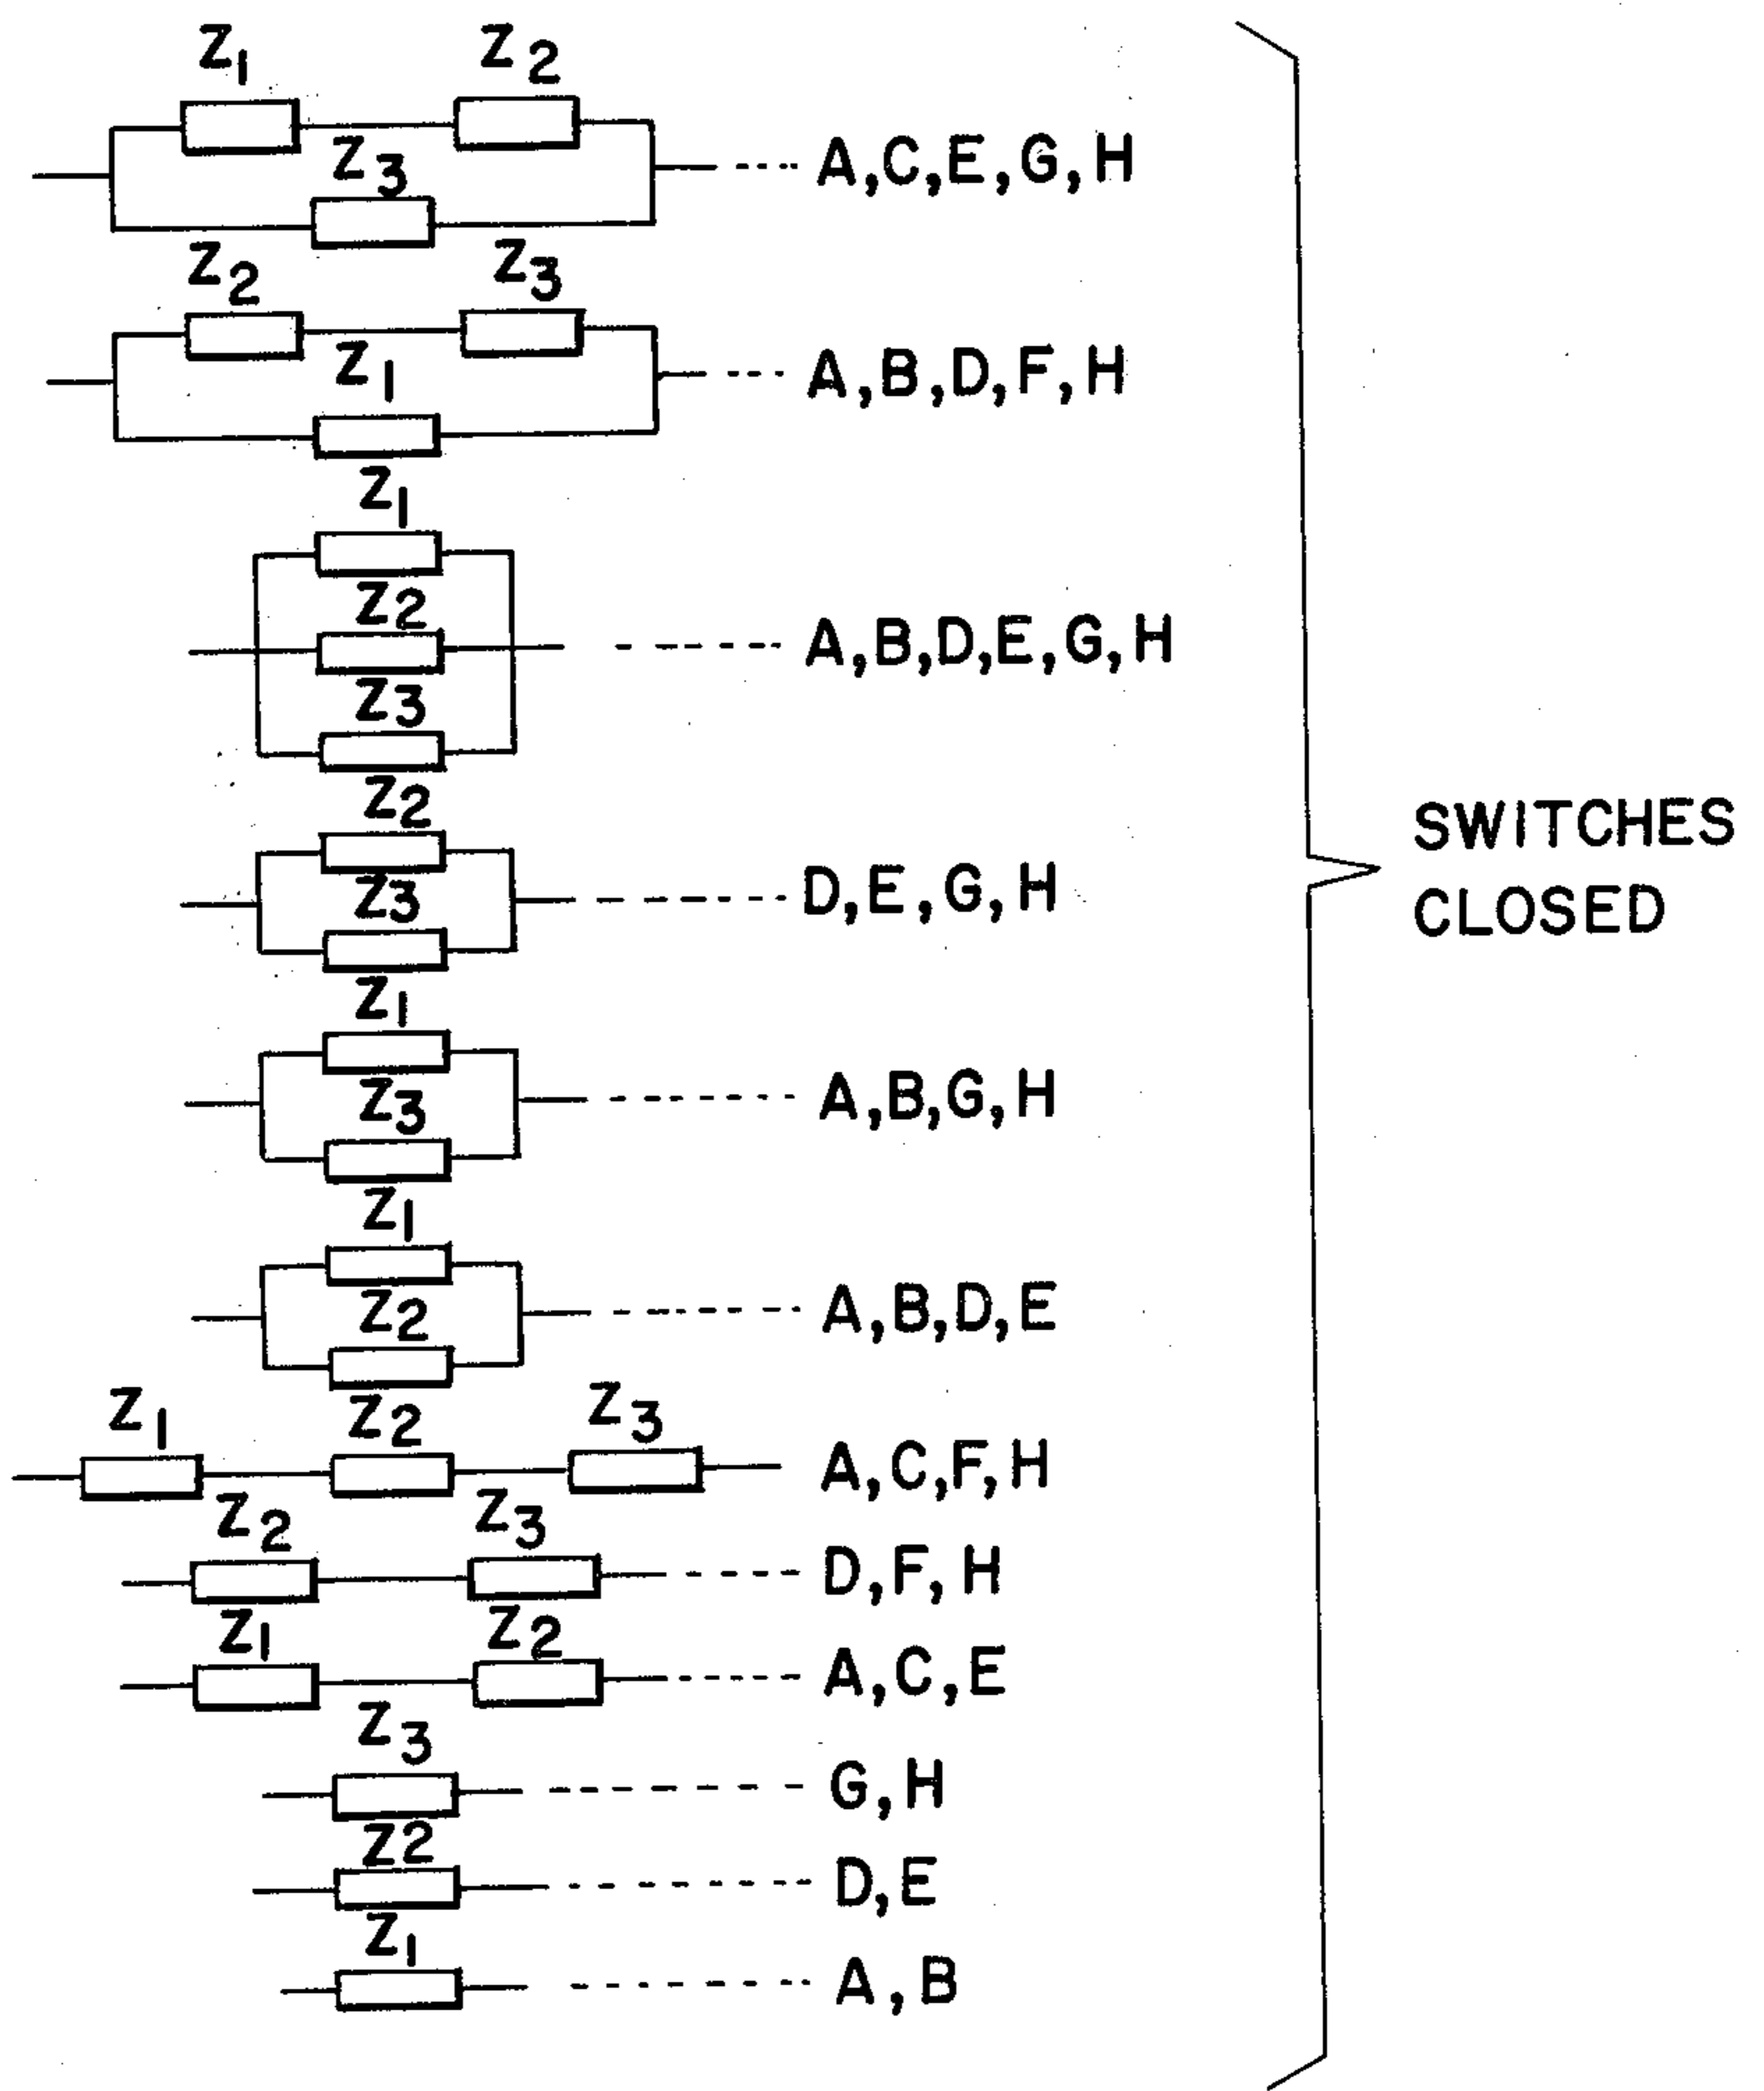 Z1 Z2
Z3
A,C,E,G,H
Z2 Z3
Z1
A,B,D,F,H
Z1
Z2
Z3
A,B,D,E,G,H
Z2
Z3
D,E,G,H
Z1
Z3
A,B,G,H
Z1
Z2
A,B,D,E
Z1 Z2 Z3
A,C,F,H
Z2 Z3
D,F,H
Z1 Z2
A,C,E
Z3
G,H
Z2
D,E
Z1
A,B
SWITCHES
CLOSED